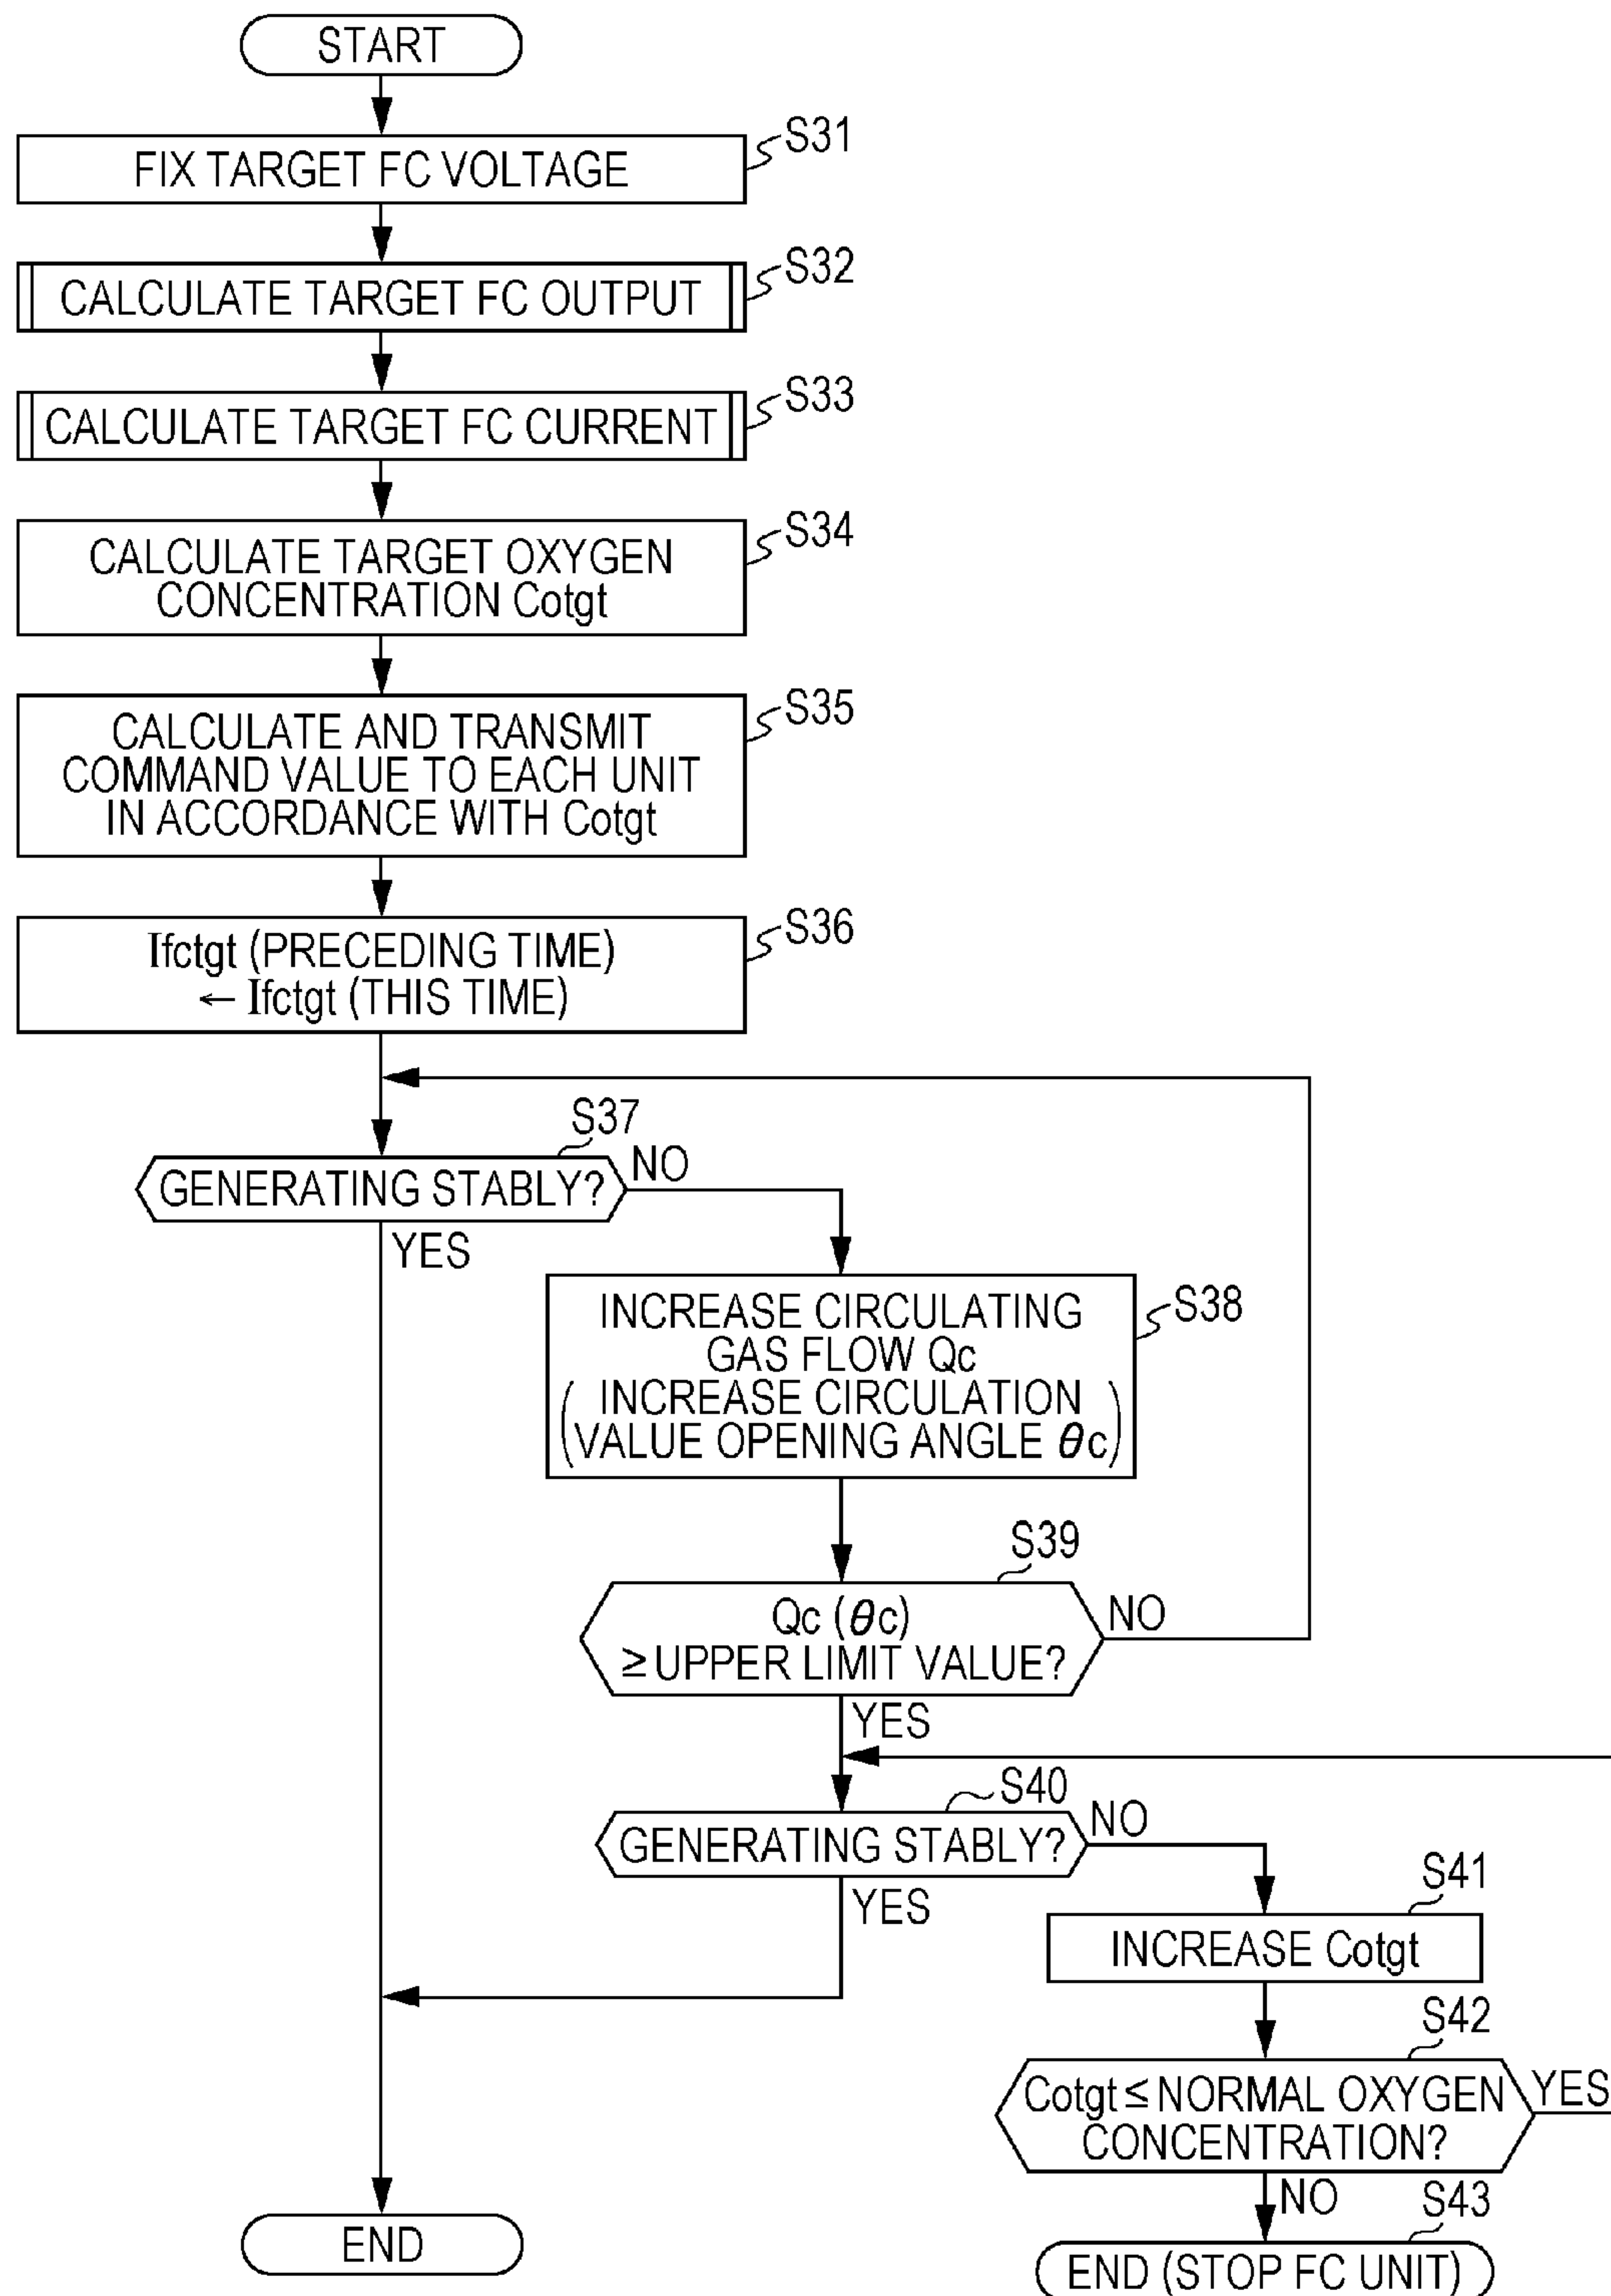 START
S31
FIX TARGET FC VOLTAGE
S32
CALCULATE TARGET FC OUTPUT
S33
CALCULATE TARGET FC CURRENT
S34
CALCULATE TARGET OXYGEN
CONCENTRATION Cotgt
S35
CALCULATE AND TRANSMIT
COMMAND VALUE TO EACH UNIT
IN ACCORDANCE WITH Cotgt
S36
Ifctgt (PRECEDING TIME)
← Ifctgt (THIS TIME)
S37
GENERATING STABLY?
NO
YES
S38
INCREASE CIRCULATING
GAS FLOW Qc
(INCREASE CIRCULATION
VALUE OPENING ANGLE θc)
S39
Qc (θc)
≥ UPPER LIMIT VALUE?
NO
YES
S40
GENERATING STABLY?
NO
YES
S41
INCREASE Cotgt
S42
Cotgt ≤ NORMAL OXYGEN
CONCENTRATION?
YES
NO
S43
END (STOP FC UNIT)
END